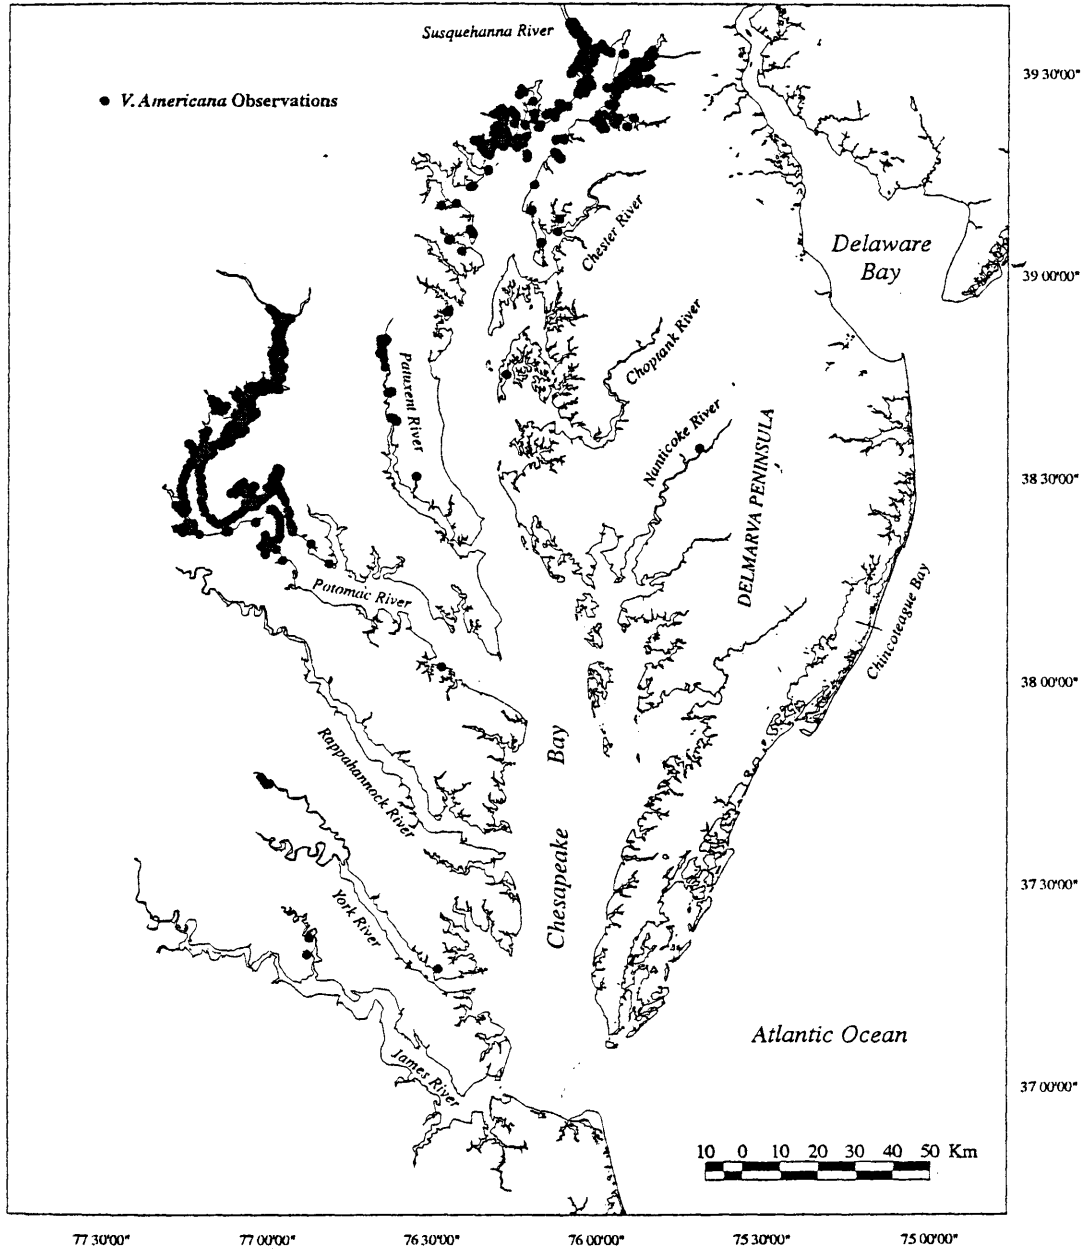 Susquehanna River
39 30'00"
V. Americana Observations
Chester River
Delaware
Bay
39 00'00"
Choptank River
Patuxent River
Nanticoke River
DELMARVA PENINSULA
38 30'00"
Potomac River
Chincoteague Bay
38 00'00"
Rappahannock River
Chesapeake Bay
37 30'00"
York River
Atlantic Ocean
James River
37 00'00"
10 0 10 20 30 40 50 Km
77 30'00" 77 00'00" 76 30'00" 76 00'00" 75 30'00" 75 00'00"